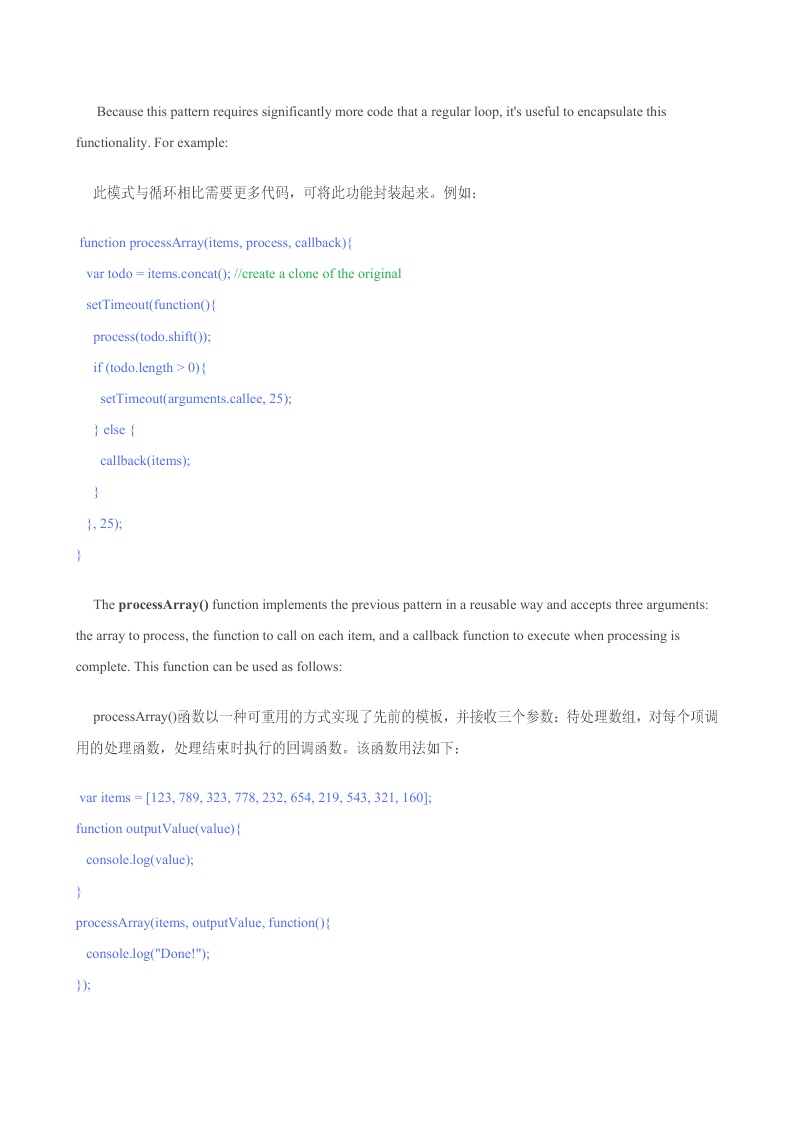 Because this pattern requires significantly more code that a regular loop, it's useful to encapsulate this
functionality. For example:
此模式与循环相比需要更多代码，可将此功能封装起来。例如：
function processArray(items, process, callback){
var todo = items.concat(); //create a clone of the original
setTimeout(function(){
process(todo.shift());
if (todo.length > 0){
setTimeout(arguments.callee, 25);
} else {
callback(items);
}
}, 25);
}
The processArray() function implements the previous pattern in a reusable way and accepts three arguments:
the array to process, the function to call on each item, and a callback function to execute when processing is
complete. This function can be used as follows:
processArray()函数以一种可重用的方式实现了先前的模板，并接收三个参数：待处理数组，对每个项调
用的处理函数，处理结束时执行的回调函数。该函数用法如下：
var items = [123, 789, 323, 778, 232, 654, 219, 543, 321, 160];
function outputValue(value){
console.log(value);
}
processArray(items, outputValue, function(){
console.log("Done!");
});